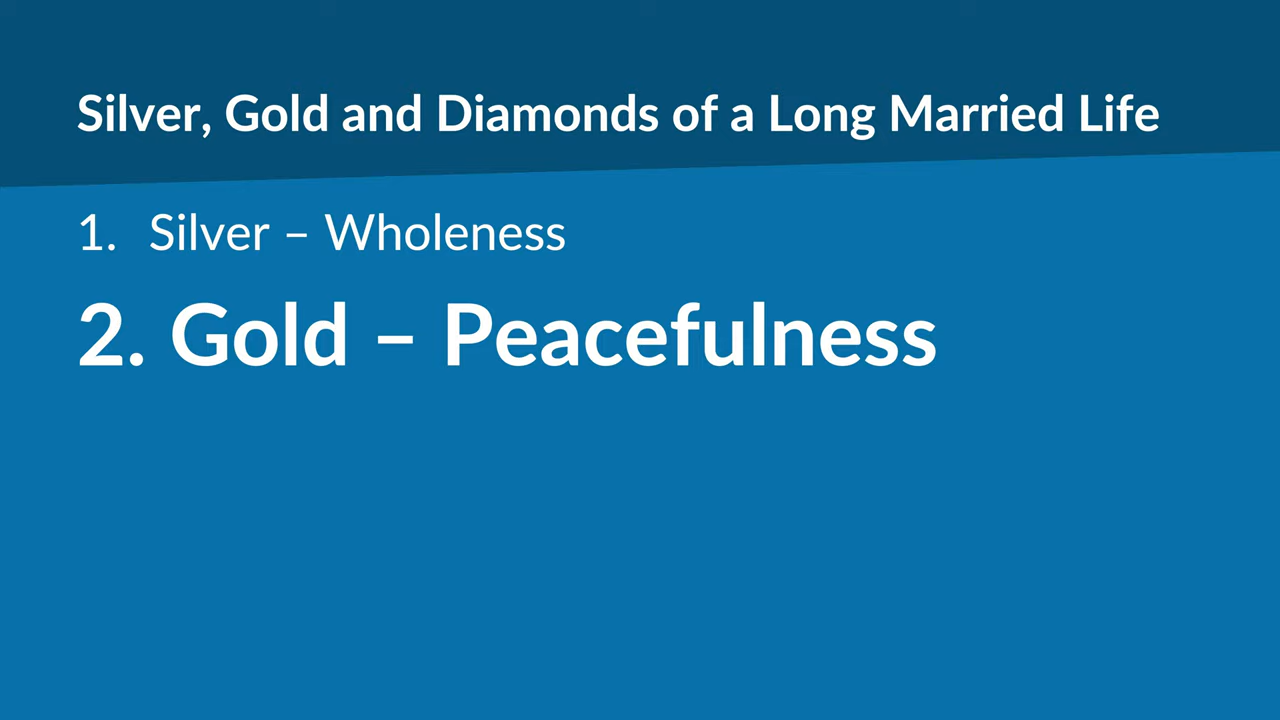 Silver, Gold and Diamonds of a Long Married Life
1. Silver – Wholeness
2. Gold – Peacefulness